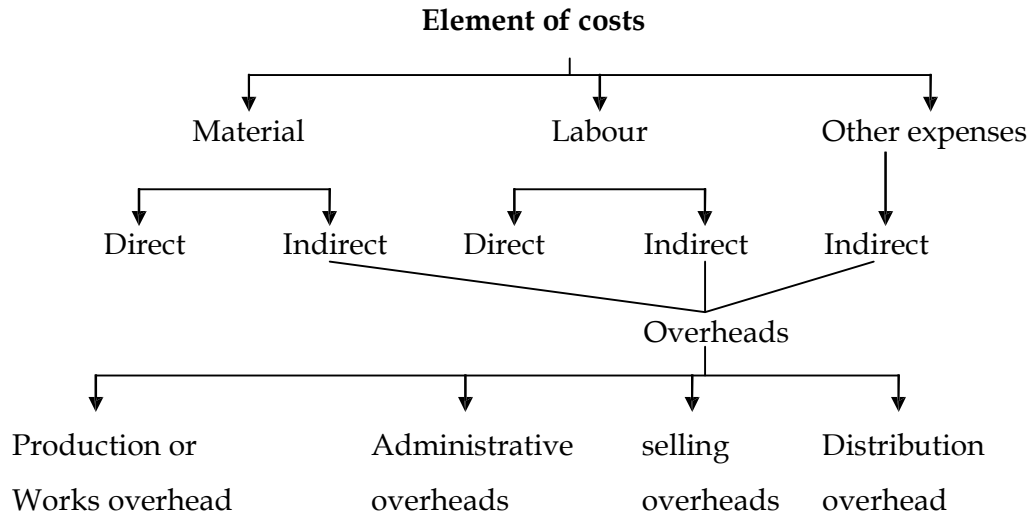 Element of costs
Material Labour Other expenses
Direct Indirect Direct Indirect Indirect
Overheads
Production or Administrative selling Distribution
Works overhead overheads overheads overhead